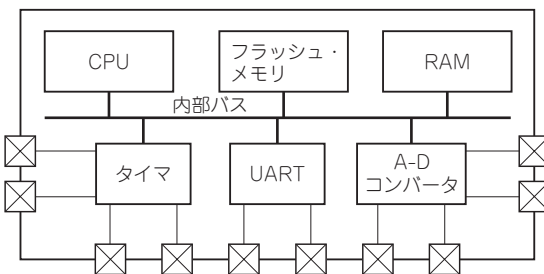 CPU
フラッシュ・
メモリ
RAM
内部バス
タイマ
UART
A-D
コンバータ